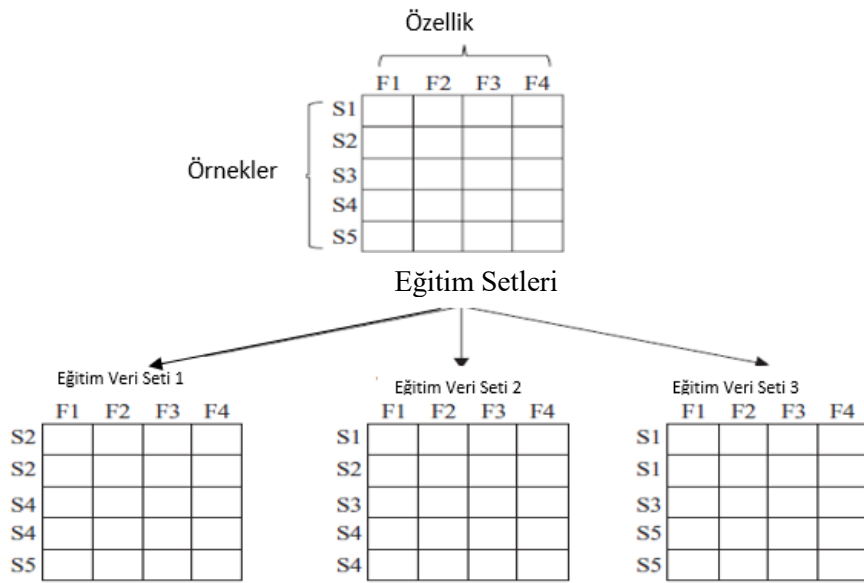 Özellik
F1 F2 F3 F4
S1
S2
Örnekler
S3
S4
S5
Eğitim Setleri
Eğitim Veri Seti 1
F1 F2 F3 F4
S2
S2
S4
S4
S5
Eğitim Veri Seti 2
F1 F2 F3 F4
S1
S2
S3
S4
S4
Eğitim Veri Seti 3
F1 F2 F3 F4
S1
S1
S3
S5
S5